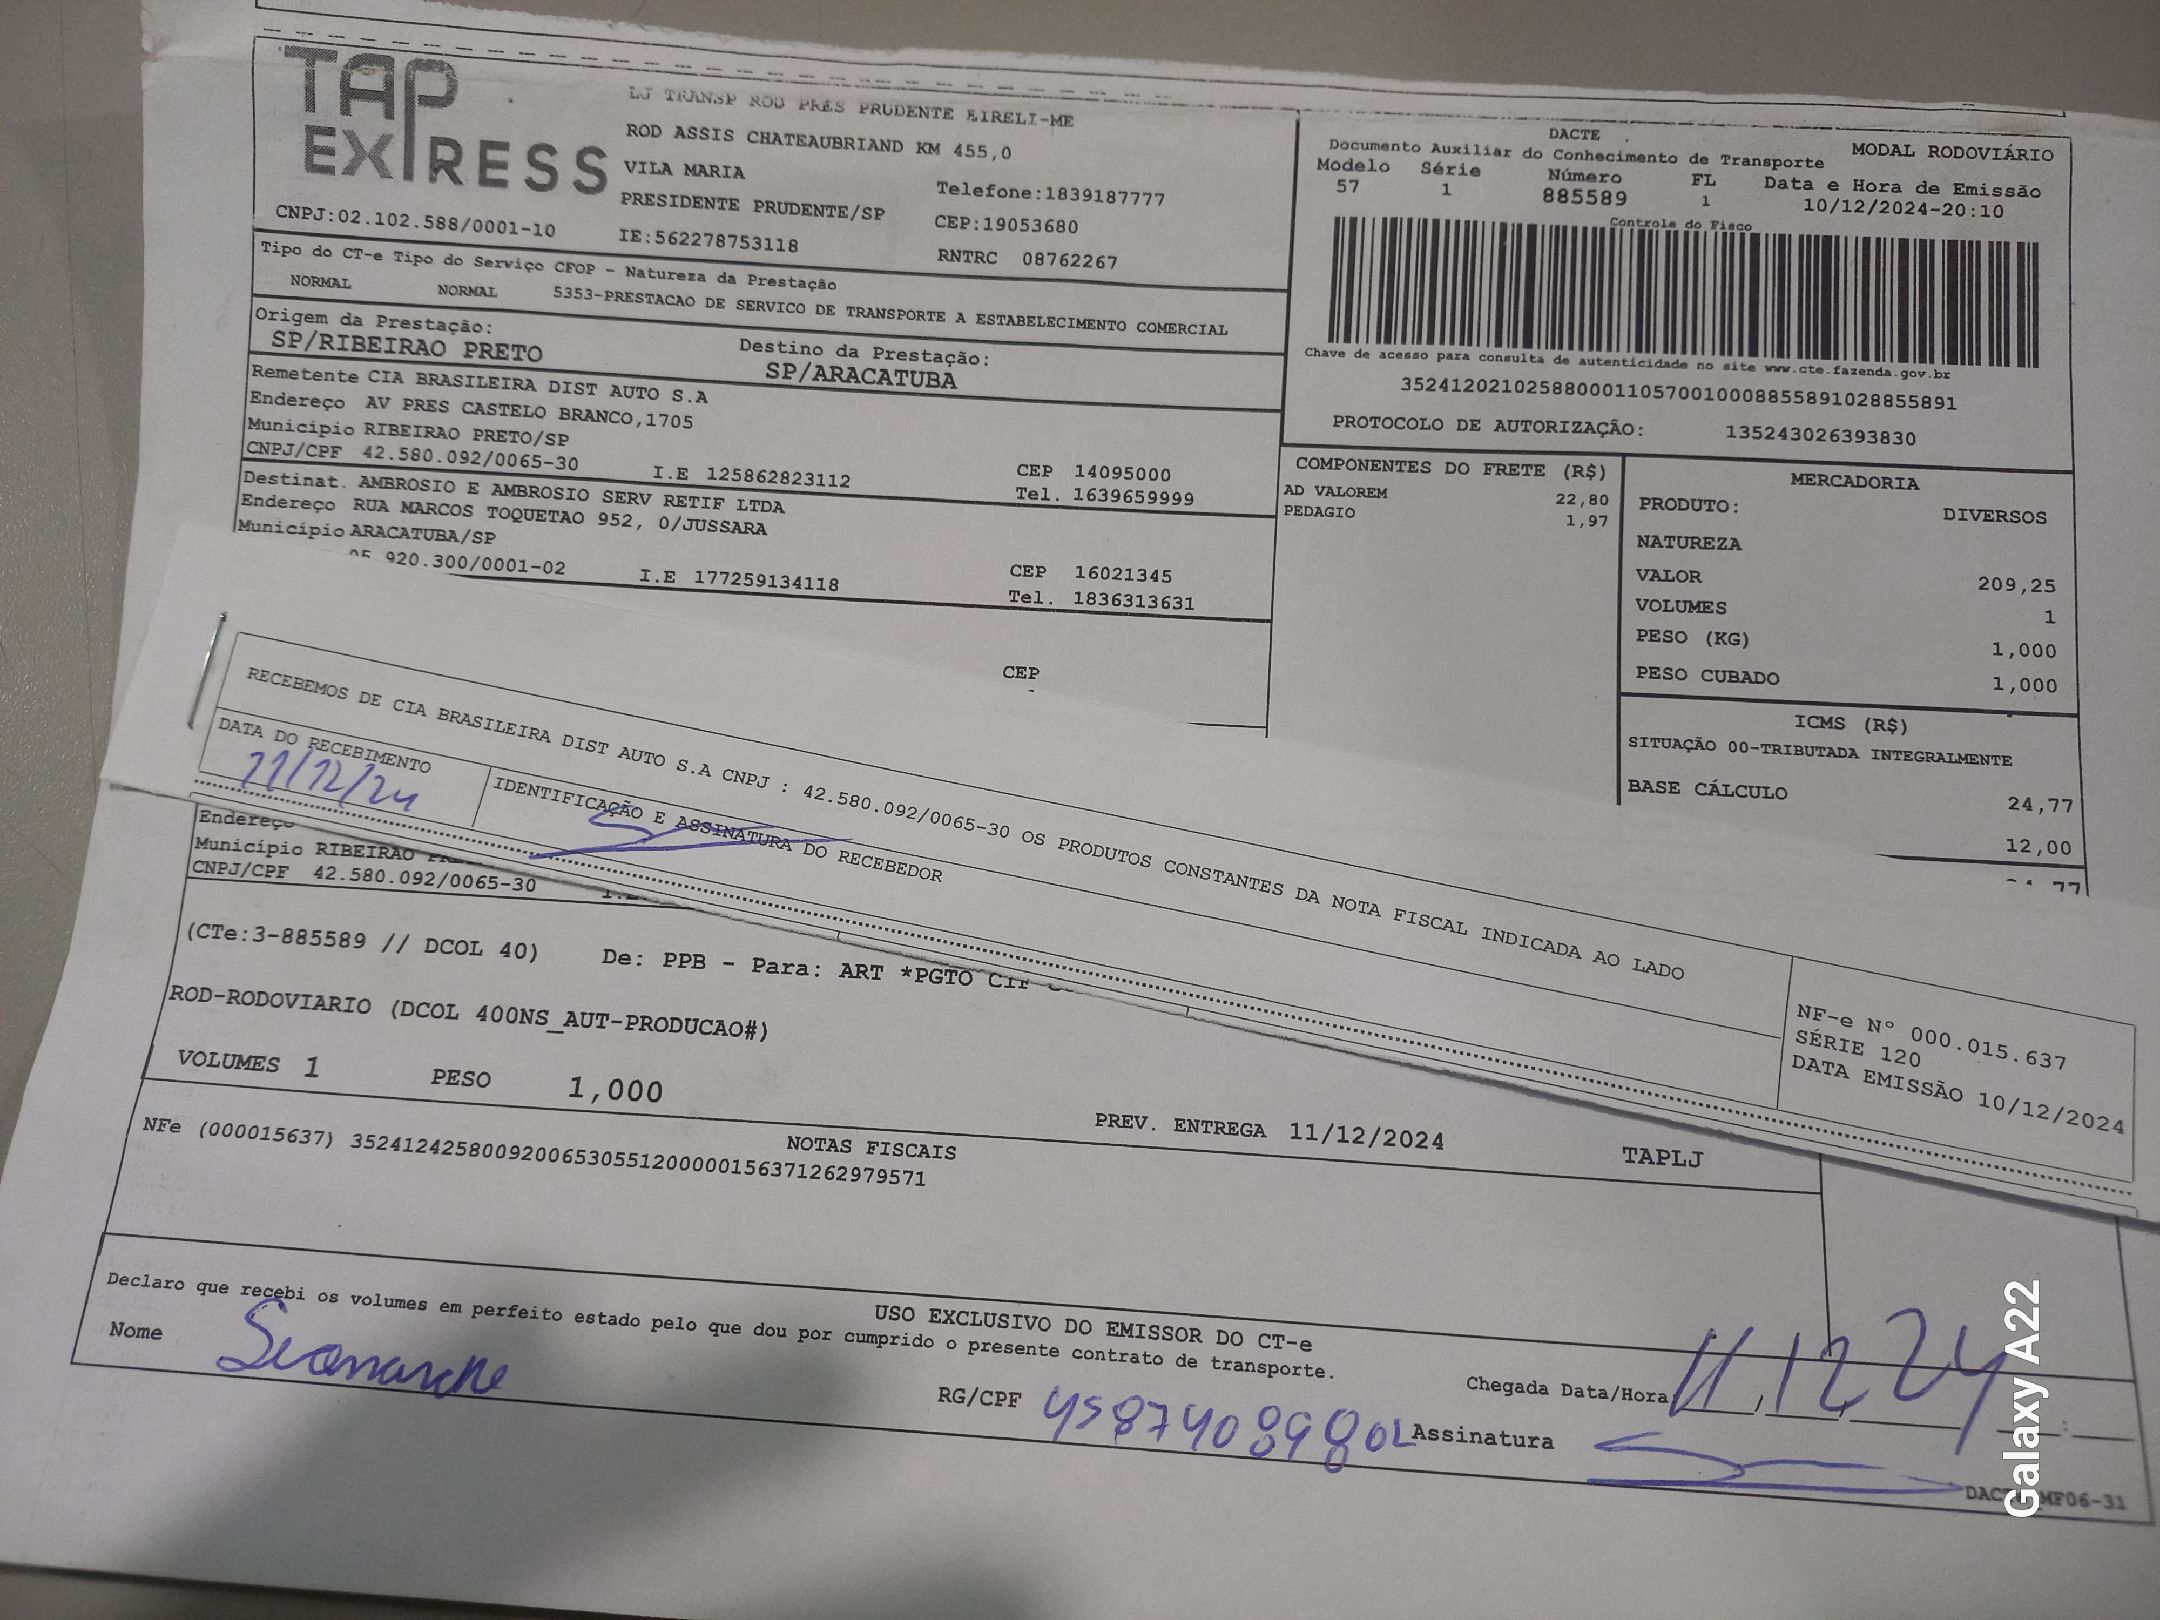 TAP EXPRESS
LJ TRANSP ROD PRES PRUDENTE EIRELI-ME
ROD ASSIS CHATEAUBRIAND KM 455,0
VILA MARIA
Telefone:1839187777
PRESIDENTE PRUDENTE/SP
CEP:19053680
CNPJ:02.102.588/0001-10
IE:562278753118
RNTRC 08762267
DACTE
Documento Auxiliar do Conhecimento de Transporte
MODAL RODOVIÁRIO
Modelo Série Número FL Data e Hora de Emissão
57 1 885589 1 10/12/2024-20:10
Controle do Fisco
Chave de acesso para consulta de autenticidade no site www.cte.fazenda.gov.br
35241202102588000110570010008855891028855891
PROTOCOLO DE AUTORIZAÇÃO: 135243026393830
Tipo do CT-e Tipo do Serviço CFOP - Natureza da Prestação
NORMAL NORMAL 5353-PRESTACAO DE SERVICO DE TRANSPORTE A ESTABELECIMENTO COMERCIAL
Origem da Prestação:
SP/RIBEIRAO PRETO
Destino da Prestação:
SP/ARACATUBA
Remetente CIA BRASILEIRA DIST AUTO S.A
Endereço AV PRES CASTELO BRANCO,1705
Município RIBEIRAO PRETO/SP
CEP 14095000
CNPJ/CPF 42.580.092/0065-30 I.E 125862823112 Tel. 1639659999
Destinat. AMBROSIO E AMBROSIO SERV RETIF LTDA
Endereço RUA MARCOS TOQUETAO 952, 0/JUSSARA
Município ARACATUBA/SP
CEP 16021345
920.300/0001-02 I.E 177259134118 Tel. 1836313631
CEP
COMPONENTES DO FRETE (R$)
AD VALOREM 22,80
PEDAGIO 1,97
MERCADORIA
PRODUTO: DIVERSOS
NATUREZA
VALOR 209,25
VOLUMES 1
PESO (KG) 1,000
PESO CUBADO 1,000
ICMS (R$)
SITUAÇÃO 00-TRIBUTADA INTEGRALMENTE
BASE CÁLCULO 24,77
12,00
RECEBEMOS DE CIA BRASILEIRA DIST AUTO S.A CNPJ : 42.580.092/0065-30 OS PRODUTOS CONSTANTES DA NOTA FISCAL INDICADA AO LADO
DATA DO RECEBIMENTO
11/12/24
IDENTIFICAÇÃO E ASSINATURA DO RECEBEDOR
NF-e N° 000.015.637
SÉRIE 120
DATA EMISSÃO 10/12/2024
Endereço
Município RIBEIRAO
CNPJ/CPF 42.580.092/0065-30
(CTe:3-885589 // DCOL 40) De: PPB - Para: ART *PGTO CIF
ROD-RODOVIARIO (DCOL 400NS_AUT-PRODUCAO#)
VOLUMES 1 PESO 1,000
PREV. ENTREGA 11/12/2024 TAPLJ
NOTAS FISCAIS
NFe (000015637) 35241242580092006530551200000156371262979571
USO EXCLUSIVO DO EMISSOR DO CT-e
Declaro que recebi os volumes em perfeito estado pelo que dou por cumprido o presente contrato de transporte.
Nome
RG/CPF
Chegada Data/Hora 11 12 24
Assinatura
MF06-31
Galaxy A22